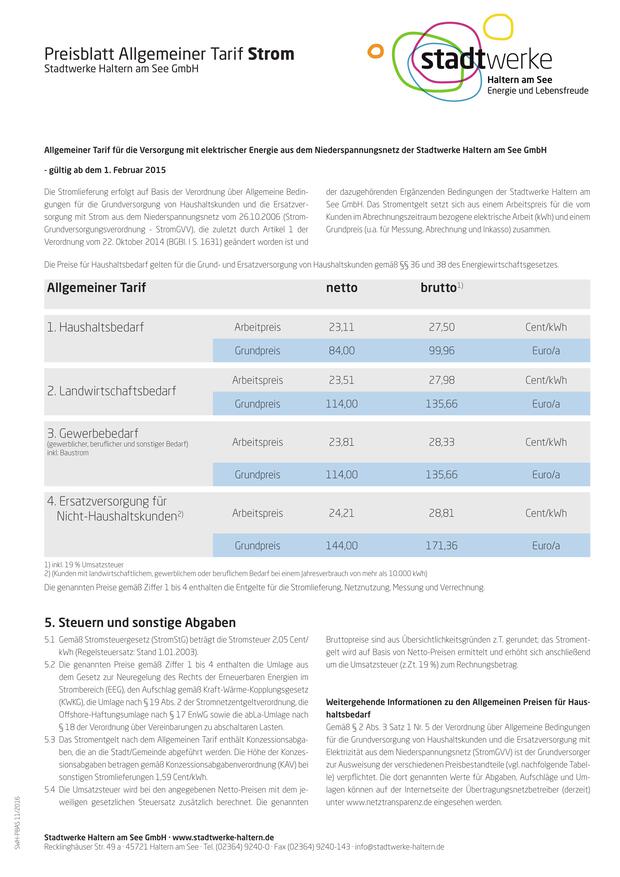 Preisblatt Allgemeiner Tarif Strom
Stadtwerke Haltern am See GmbH
stadtwerke
Haltern am See
Energie und Lebensfreude
Allgemeiner Tarif für die Versorgung mit elektrischer Energie aus dem Niederspannungsnetz der Stadtwerke Haltern am See GmbH
- gültig ab dem 1. Februar 2015
Die Stromlieferung erfolgt auf Basis der Verordnung über Allgemeine Bedin-
gungen für die Grundversorgung von Haushaltskunden und die Ersatzver-
sorgung mit Strom aus dem Niederspannungsnetz vom 26.10.2006 (Strom-
Grundversorgungsverordnung - StromGVV), die zuletzt durch Artikel 1 der
Verordnung vom 22. Oktober 2014 (BGBl. I S. 1631) geändert worden ist und
der dazugehörenden Ergänzenden Bedingungen der Stadtwerke Haltern am
See GmbH. Das Stromentgelt setzt sich aus einem Arbeitspreis für die vom
Kunden im Abrechnungszeitraum bezogene elektrische Arbeit (kWh) und einem
Grundpreis (u.a. für Messung, Abrechnung und Inkasso) zusammen.
Die Preise für Haushaltsbedarf gelten für die Grund- und Ersatzversorgung von Haushaltskunden gemäß §§ 36 und 38 des Energiewirtschaftsgesetzes.
Allgemeiner Tarif netto brutto1)
1. Haushaltsbedarf Arbeitpreis 23,11 27,50 Cent/kWh
Grundpreis 84,00 99,96 Euro/a
2. Landwirtschaftsbedarf
Arbeitspreis 23,51 27,98 Cent/kWh
Grundpreis 114,00 135,66 Euro/a
3. Gewerbebedarf
(gewerblicher, beruflicher und sonstiger Bedarf)
inkl. Baustrom
Arbeitspreis 23,81 28,33 Cent/kWh
Grundpreis 114,00 135,66 Euro/a
4. Ersatzversorgung für
Nicht-Haushaltskunden2)
Arbeitspreis 24,21 28,81 Cent/kWh
Grundpreis 144,00 171,36 Euro/a
1) inkl. 19 % Umsatzsteuer
2) (Kunden mit landwirtschaftlichem, gewerblichem oder beruflichem Bedarf bei einem Jahresverbrauch von mehr als 10.000 kWh)
Die genannten Preise gemäß Ziffer 1 bis 4 enthalten die Entgelte für die Stromlieferung, Netznutzung, Messung und Verrechnung.
5. Steuern und sonstige Abgaben
5.1 Gemäß Stromsteuergesetz (StromStG) beträgt die Stromsteuer 2,05 Cent/
kWh (Regelsteuersatz: Stand 1.01.2003).
5.2 Die genannten Preise gemäß Ziffer 1 bis 4 enthalten die Umlage aus
dem Gesetz zur Neuregelung des Rechts der Erneuerbaren Energien im
Strombereich (EEG), den Aufschlag gemäß Kraft-Wärme-Kopplungsgesetz
(KWKG), die Umlage nach § 19 Abs. 2 der Stromnetzentgeltverordnung, die
Offshore-Haftungsumlage nach § 17 EnWG sowie die abLa-Umlage nach
§ 18 der Verordnung über Vereinbarungen zu abschaltbaren Lasten.
5.3 Das Stromentgelt nach dem Allgemeinen Tarif enthält Konzessionsabga-
ben, die an die Stadt/Gemeinde abgeführt werden. Die Höhe der Konzes-
sionsabgaben betragen gemäß Konzessionsabgabenverordnung (KAV) bei
sonstigen Stromlieferungen 1,59 Cent/kWh.
5.4 Die Umsatzsteuer wird bei den angegebenen Netto-Preisen mit dem je-
weiligen gesetzlichen Steuersatz zusätzlich berechnet. Die genannten
Bruttopreise sind aus Übersichtlichkeitsgründen z.T. gerundet; das Stroment-
gelt wird auf Basis von Netto-Preisen ermittelt und erhöht sich anschließend
um die Umsatzsteuer (z.Zt. 19 %) zum Rechnungsbetrag.
Weitergehende Informationen zu den Allgemeinen Preisen für Haus-
haltsbedarf
Gemäß § 2 Abs. 3 Satz 1 Nr. 5 der Verordnung über Allgemeine Bedingungen
für die Grundversorgung von Haushaltskunden und die Ersatzversorgung mit
Elektrizität aus dem Niederspannungsnetz (StromGVV) ist der Grundversorger
zur Ausweisung der verschiedenen Preisbestandteile (vgl. nachfolgende Tabel-
le) verpflichtet. Die dort genannten Werte für Abgaben, Aufschläge und Um-
lagen können auf der Internetseite der Übertragungsnetzbetreiber (derzeit)
unter www.netztransparenz.de eingesehen werden.
SWH-PBAS 11/2016
Stadtwerke Haltern am See GmbH · www.stadtwerke-haltern.de
Recklinghäuser Str. 49 a · 45721 Haltern am See · Tel. (02364) 9240-0 · Fax (02364) 9240-143 · info@stadtwerke-haltern.de